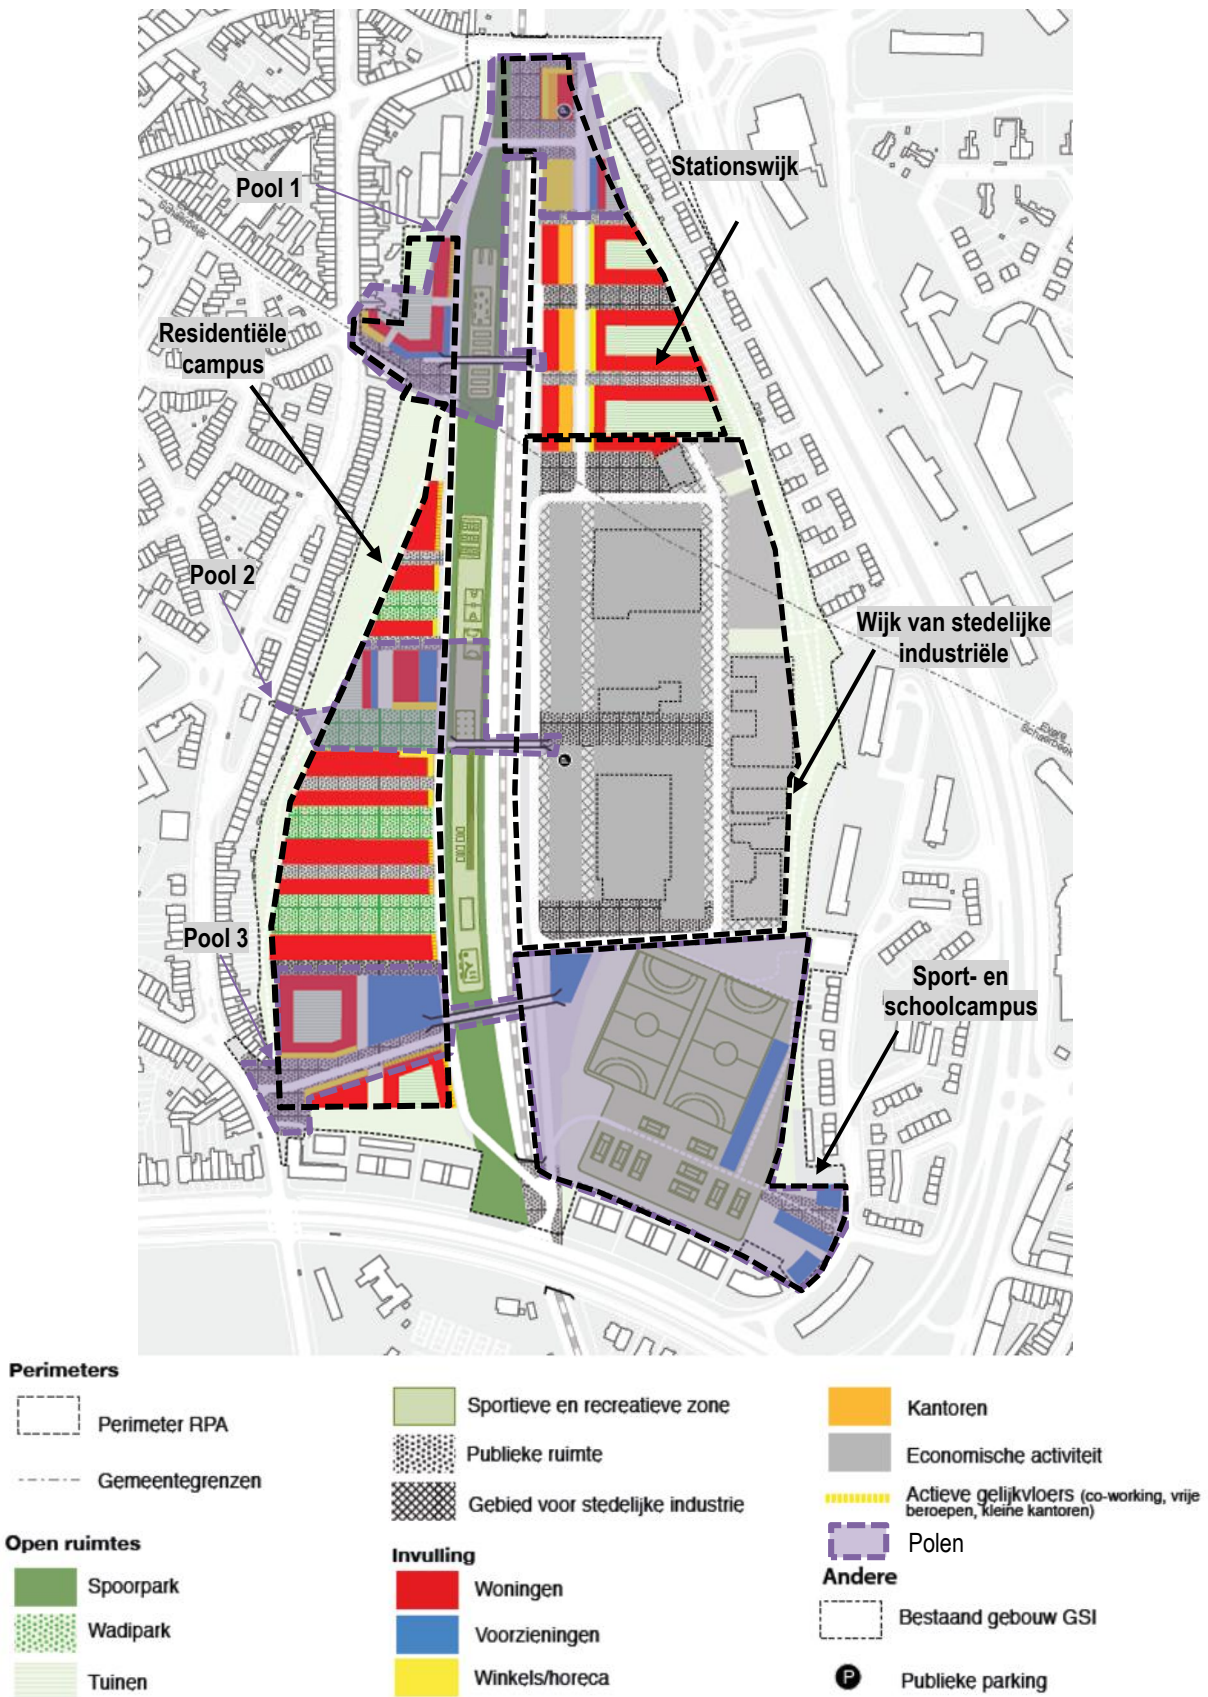 Stationswijk
Pool 1
Evere
Schaerbeek
Residentiële
campus
Pool 2
Wijk van stedelijke
industriële
Evere
Schaerbeek
P
P
Pool 3
Sport- en
schoolcampus
Perimeters
Perimeter RPA
Gemeentegrenzen
Open ruimtes
Spoorpark
Wadipark
Tuinen
Sportieve en recreatieve zone
Publieke ruimte
Gebied voor stedelijke industrie
Invulling
Woningen
Voorzieningen
Winkels/horeca
Kantoren
Economische activiteit
Actieve gelijkvloers (co-working, vrije
beroepen, kleine kantoren)
Polen
Andere
Bestaand gebouw GSI
P Publieke parking